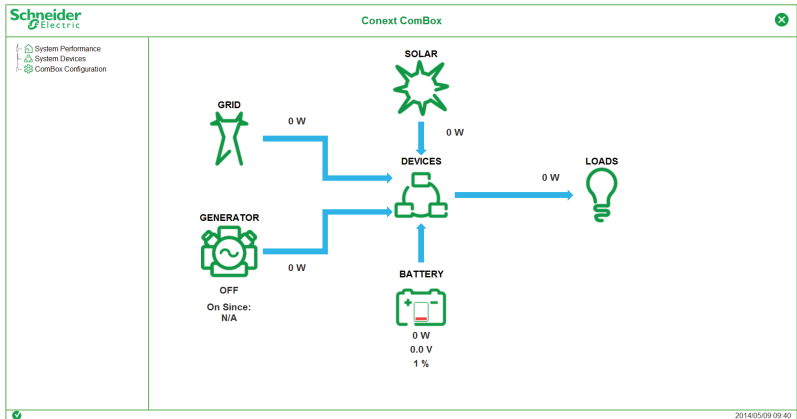 Schneider
Electric
Conext ComBox
System Performance
System Devices
ComBox Configuration
SOLAR
0 W
GRID
0 W
DEVICES
0 W
LOADS
GENERATOR
0 W
OFF
On Since:
N/A
BATTERY
0 W
0.0 V
1 %
2014/05/09 09:40